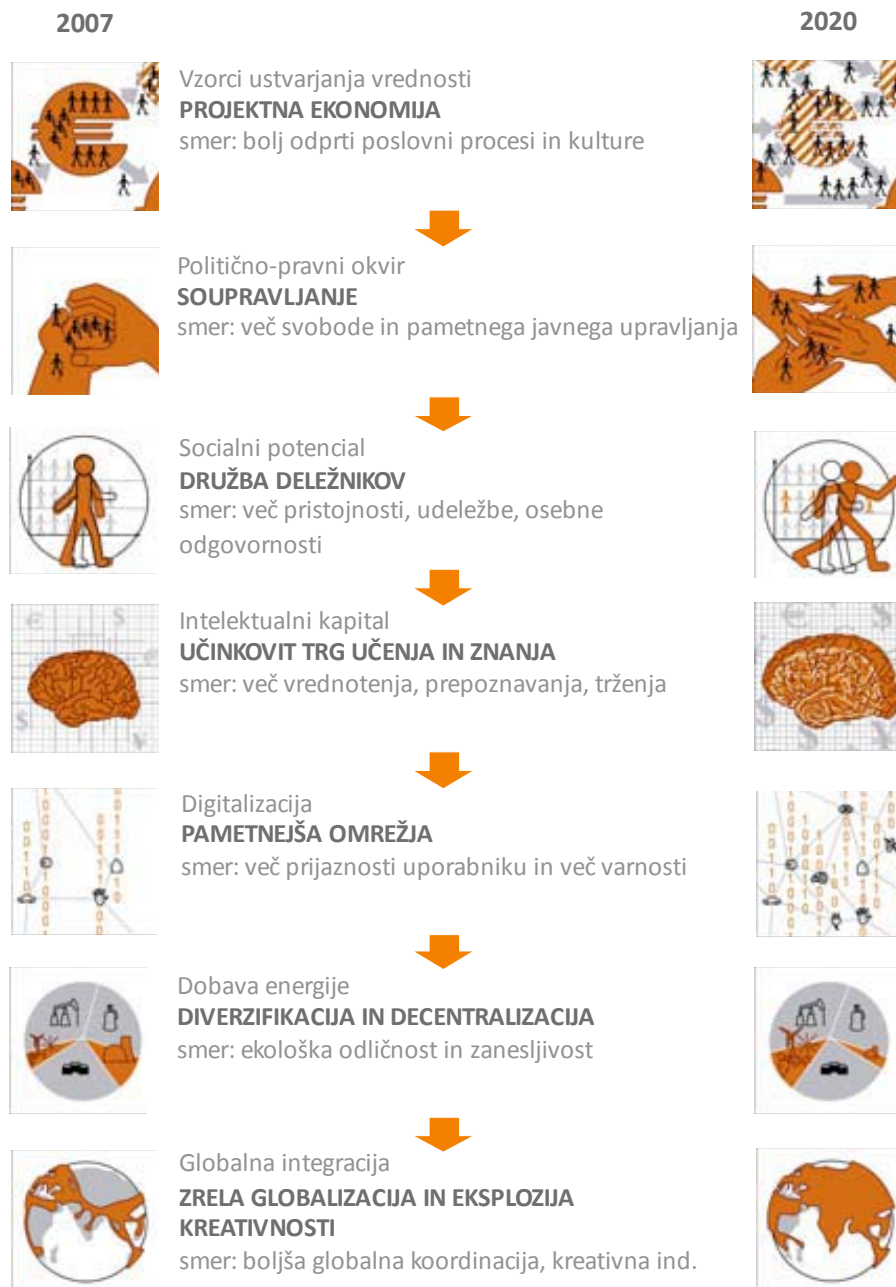 2007
2020
Vzorci ustvarjanja vrednosti
PROJEKTNA EKONOMIJA
smer: bolj odprti poslovni procesi in kulture
Politično-pravni okvir
SOUPRAVLJANJE
smer: več svobode in pametnega javnega upravljanja
Socialni potencial
DRUŽBA DELEŽNIKOV
smer: več pristojnosti, udeležbe, osebne
odgovornosti
Intelektualni kapital
UČINKOVIT TRG UČENJA IN ZNANJA
smer: več vrednotenja, prepoznavanja, trženja
Digitalizacija
PAMETNEJŠA OMREŽJA
smer: več prijaznosti uporabniku in več varnosti
Dobava energije
DIVERZIFIKACIJA IN DECENTRALIZACIJA
smer: ekološka odličnost in zanesljivost
Globalna integracija
ZRELA GLOBALIZACIJA IN EKSPLOZIJA
KREATIVNOSTI
smer: boljša globalna koordinacija, kreativna ind.